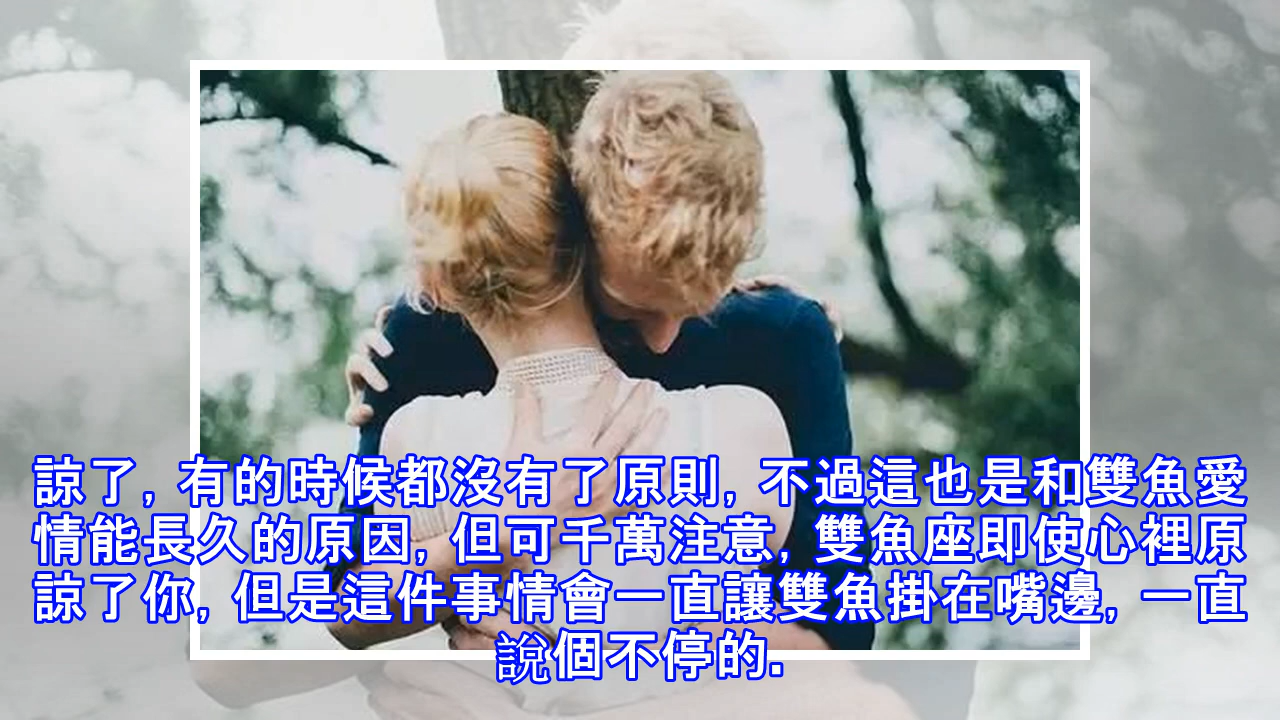 諒了, 有的時候都沒有了原則, 不過這也是和雙魚愛
情能長久的原因, 但可千萬注意, 雙魚座即使心裡原
諒了你, 但是這件事情會一直讓雙魚掛在嘴邊, 一直
說個不停的.